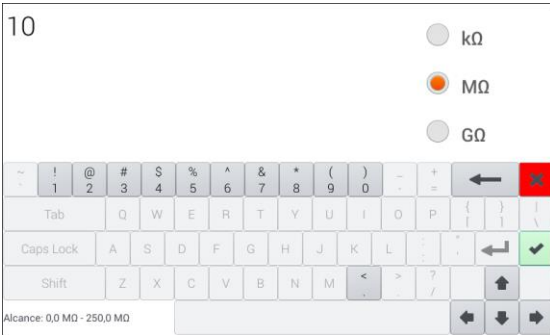 10
kΩ
MΩ
GΩ
~ ! @ # $ % ^ & * ( ) _ +
` 1 2 3 4 5 6 7 8 9 0 - =
Tab Q W E R T Y U I O P { } |
[ ] \
Caps Lock A S D F G H J K L : "
; '
Shift Z X C V B N M < > ?
, . /
Alcance: 0,0 MΩ - 250,0 MΩ